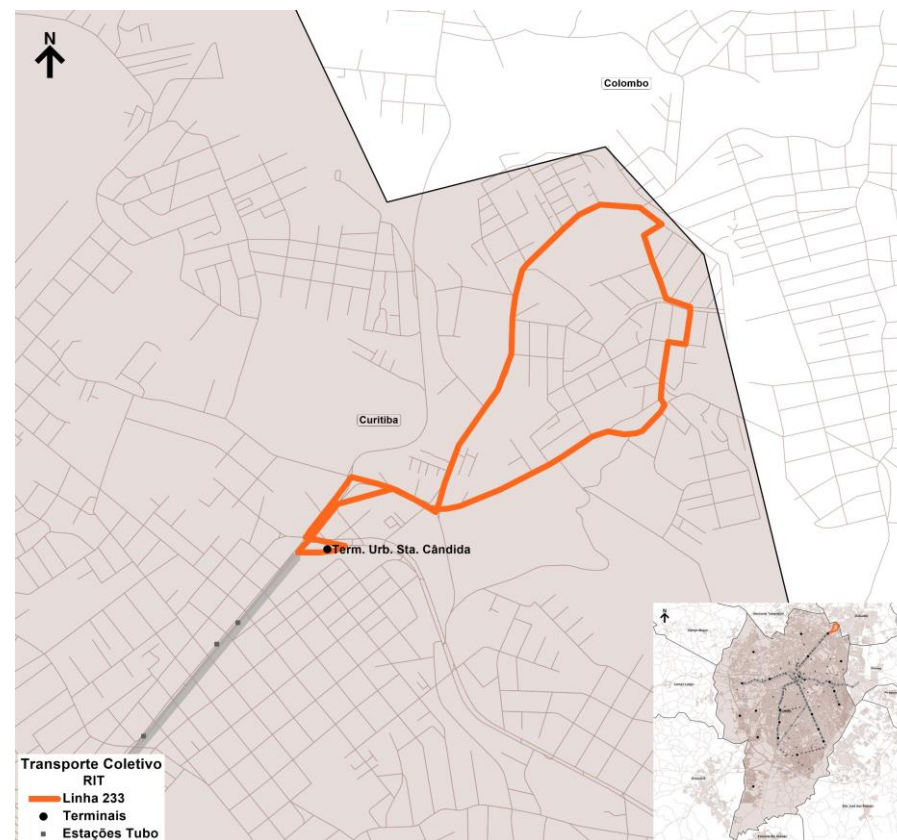 N
Colombo
Curitiba
Term. Urb. Sta. Cândida
N
Transporte Coletivo
RIT
Linha 233
Terminais
Estações Tubo